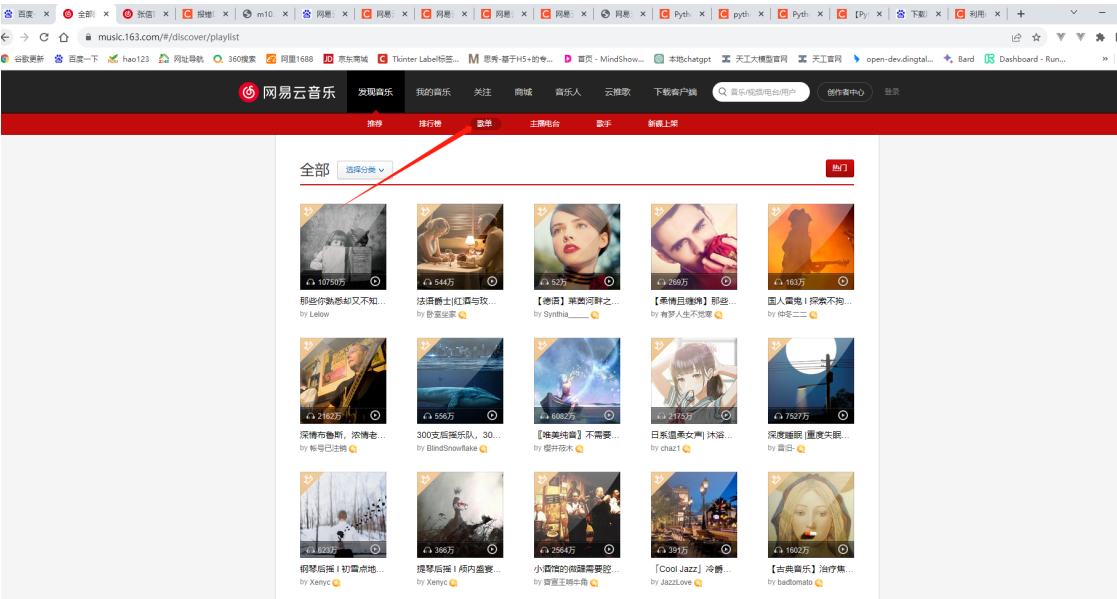 百度
全部
张信
报错
m10.
网易
网易
网易
网易
网易
网易
Pyth
pyth
Pyth
【Py
下载
利用
music.163.com/#/discover/playlist
谷歌更新 百度一下 hao123 网址导航 360搜索 阿里1688 京东商城 Tkinter Label标签... 思秀-基于H5+的专... 首页 - MindShow... 本地chatgpt 天工大模型官网 天工官网 open-dev.dingtal... Bard Dashboard - Run... »
网易云音乐 发现音乐 我的音乐 关注 商城 音乐人 云推歌 下载客户端 音乐/视频/电台/用户 创作者中心 登录
推荐 排行榜 歌单 主播电台 歌手 新碟上架
全部 选择分类 热门
10750万 544万 52万 269万 163万
那些你熟悉却又不知... 法语爵士|红酒与玫... 【德语】莱茵河畔之... 【柔情且缠绵】那些... 国人雷鬼 I 探索不拘...
by Lelow by 卧室坐家 by Synthia____ by 有梦人生不觉寒 by 仲冬二二
2162万 556万 6082万 2175万 7527万
深情布鲁斯，浓情老... 300支后摇乐队，30... 〖唯美纯音〗不需要... 日系温柔女声| 沐浴... 深度睡眠 |重度失眠...
by 帐号已注销 by BlindSnowflake by 樱井莜木 by chaz1 by 昔旧-
623万 366万 2564万 391万 1602万
钢琴后摇 I 初雪点地... 提琴后摇 I 颅内盛宴... 小酒馆的微醺需要腔... 「Cool Jazz」冷爵... 【古典音乐】治疗焦...
by Xenyc by Xenyc by 齊宣王哨牛角 by JazzLove by badtomato